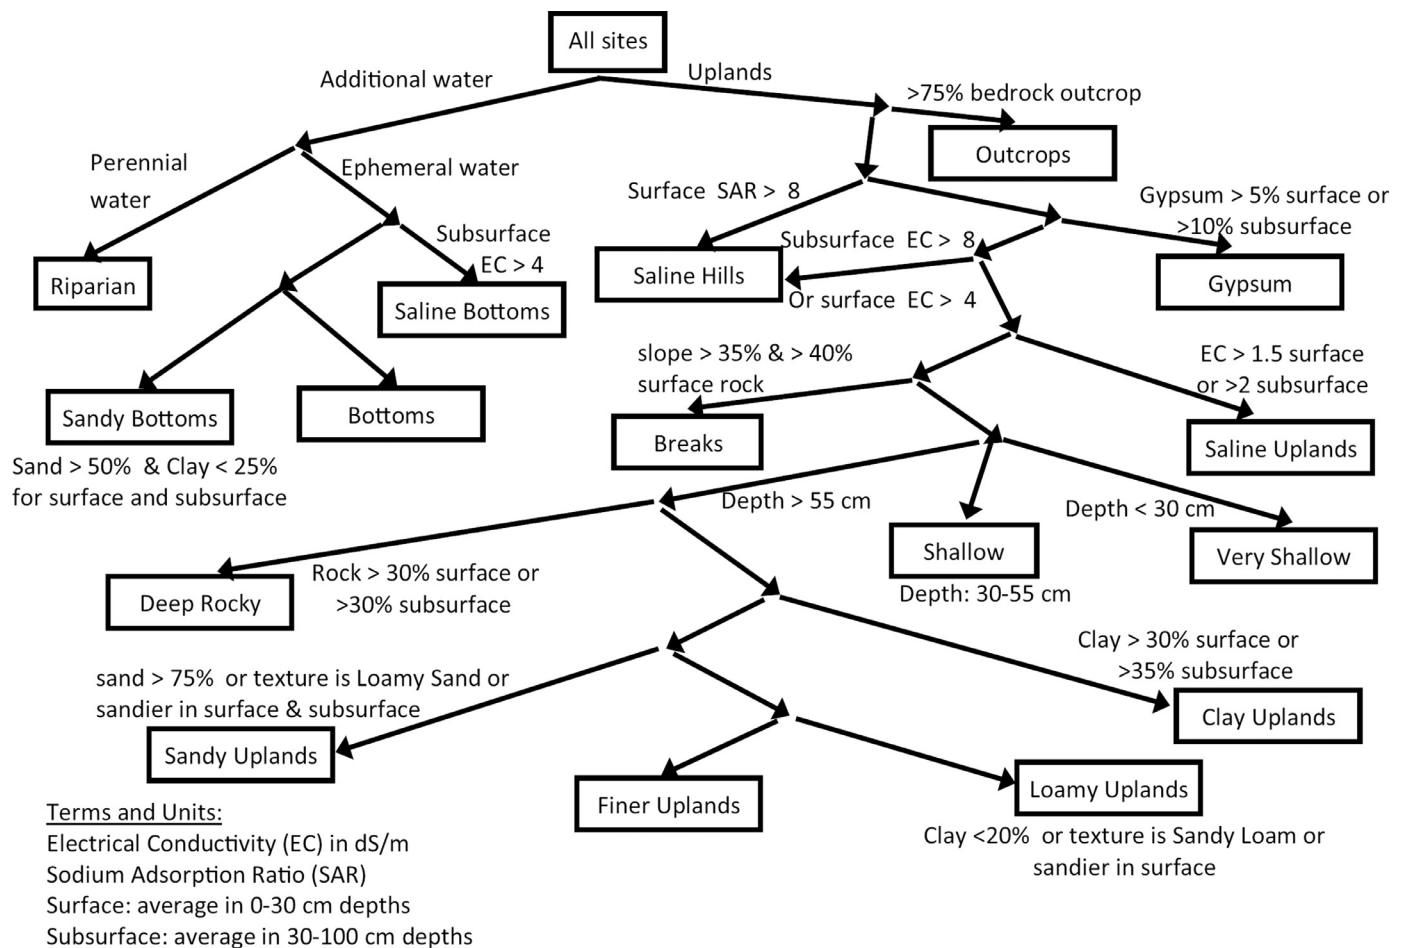 All sites
Additional water
Uplands
>75% bedrock outcrop
Outcrops
Perennial
water
Ephemeral water
Surface SAR > 8
Gypsum > 5% surface or
>10% subsurface
Subsurface
EC > 4
Subsurface EC > 8
Or surface EC > 4
Riparian
Saline Bottoms
Saline Hills
Gypsum
slope > 35% & > 40%
surface rock
EC > 1.5 surface
or >2 subsurface
Sandy Bottoms
Bottoms
Breaks
Saline Uplands
Sand > 50% & Clay < 25%
for surface and subsurface
Depth > 55 cm
Depth < 30 cm
Shallow
Very Shallow
Depth: 30-55 cm
Rock > 30% surface or
>30% subsurface
Deep Rocky
Clay > 30% surface or
>35% subsurface
sand > 75% or texture is Loamy Sand or
sandier in surface & subsurface
Clay Uplands
Sandy Uplands
Finer Uplands
Loamy Uplands
Clay <20% or texture is Sandy Loam or
sandier in surface
Terms and Units:
Electrical Conductivity (EC) in dS/m
Sodium Adsorption Ratio (SAR)
Surface: average in 0-30 cm depths
Subsurface: average in 30-100 cm depths